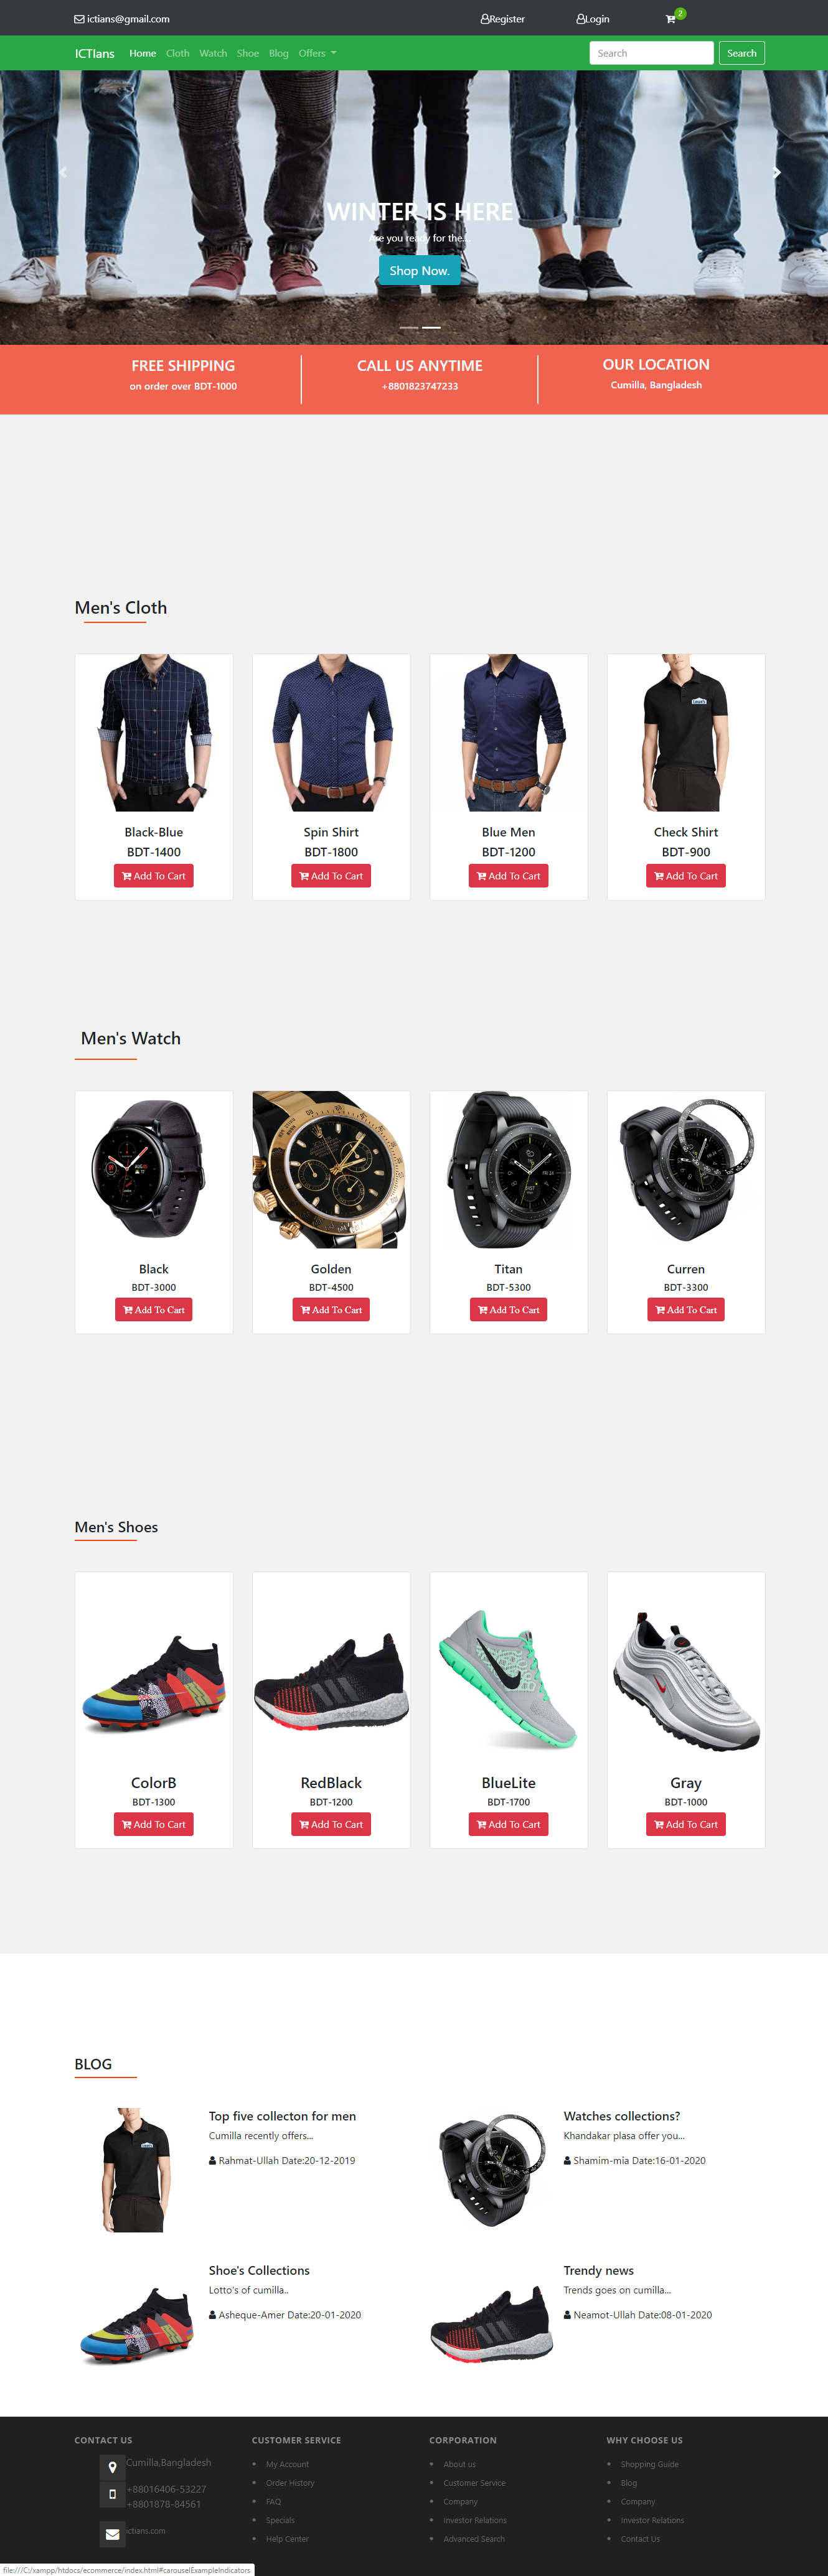 ictians@gmail.com Register Login 2
ICTIans Home Cloth Watch Shoe Blog Offers Search Search
WINTER IS HERE
Are you ready for the...
Shop Now.
FREE SHIPPING CALL US ANYTIME OUR LOCATION
on order over BDT-1000 +8801823747233 Cumilla, Bangladesh
Men's Cloth
Black-Blue Spin Shirt Blue Men Check Shirt
BDT-1400 BDT-1800 BDT-1200 BDT-900
Add To Cart Add To Cart Add To Cart Add To Cart
Men's Watch
Black Golden Titan Curren
BDT-3000 BDT-4500 BDT-5300 BDT-3300
Add To Cart Add To Cart Add To Cart Add To Cart
Men's Shoes
ColorB RedBlack BlueLite Gray
BDT-1300 BDT-1200 BDT-1700 BDT-1000
Add To Cart Add To Cart Add To Cart Add To Cart
BLOG
Top five collecton for men
Cumilla recently offers...
Rahmat-Ullah Date:20-12-2019
Watches collections?
Khandakar plasa offer you...
Shamim-mia Date:16-01-2020
Shoe's Collections
Lotto's of cumilla..
Asheque-Amer Date:20-01-2020
Trendy news
Trends goes on cumilla...
Neamot-Ullah Date:08-01-2020
CONTACT US
Cumilla,Bangladesh
+88016406-53227
+8801878-84561
ictians.com
CUSTOMER SERVICE
My Account
Order History
FAQ
Specials
Help Center
CORPORATION
About us
Customer Service
Company
Investor Relations
Advanced Search
WHY CHOOSE US
Shopping Guide
Blog
Company
Investor Relations
Contact Us
file:///C:/xampp/htdocs/ecommerce/index.html#carouselExampleIndicators